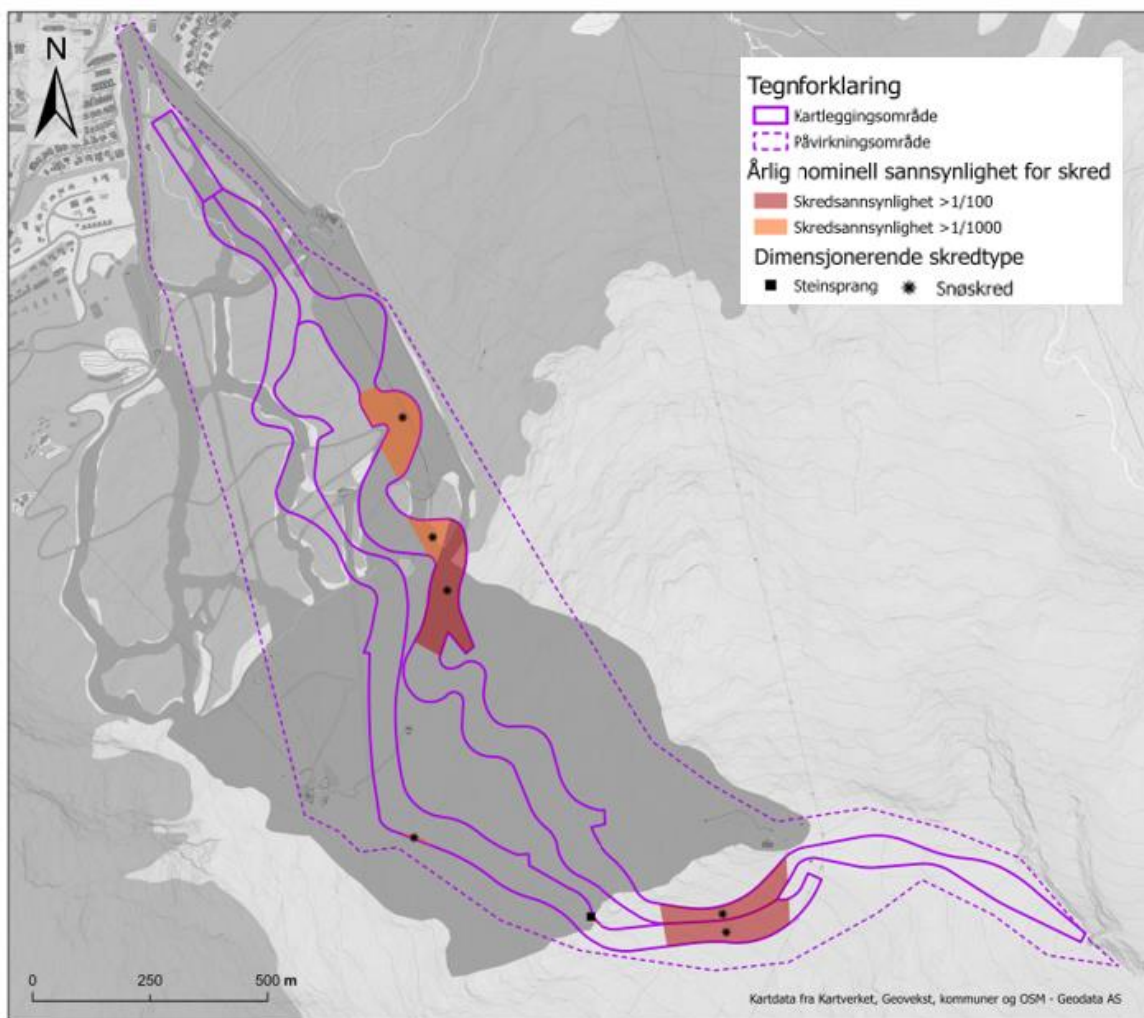 N
Tegnforklaring
Kartleggingsområde
Påvirkningsområde
Årlig nominell sannsynlighet for skred
Skredsannsynlighet >1/100
Skredsannsynlighet >1/1000
Dimensjonerende skredtype
Steinsprang Snøskred
0 250 500 m
Kartdata fra Kartverket, Geovekst, kommuner og OSM - Geodata AS